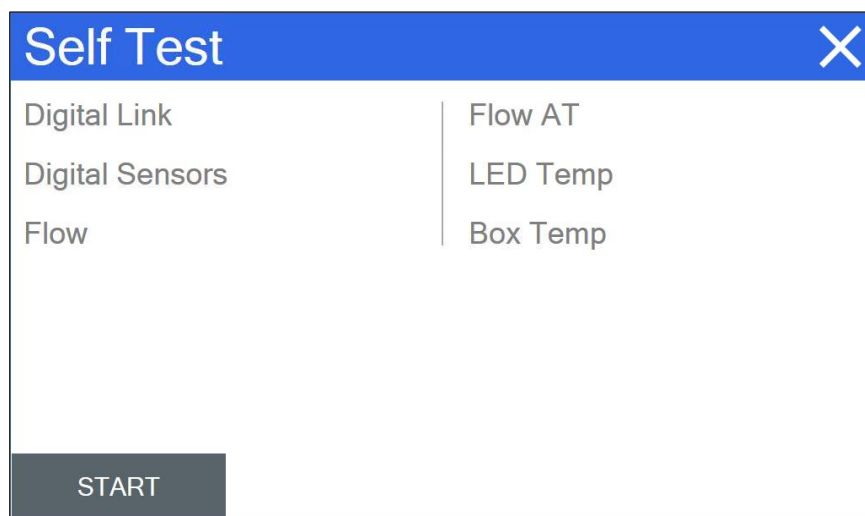 Self Test
Digital Link
Digital Sensors
Flow
Flow AT
LED Temp
Box Temp
START